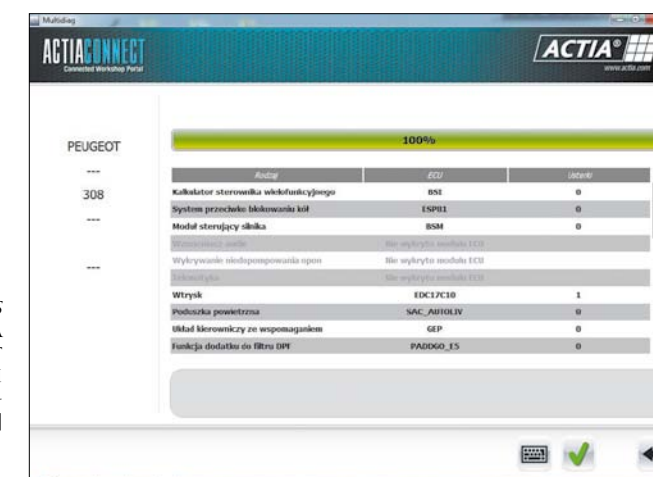 Multidiag
ACTIACONNECT
Connected Workshop Portal
ACTIA®
www.actia.com
PEUGEOT
---
308
---
---
100%
Rodzaj ECU Usterki
Kalkulator sterownika wielofunkcyjnego BSI 0
System przeciwko blokowaniu kół ESP81 0
Moduł sterujący silnika BSM 0
Wzmacniacz audio Nie wykryto modułu ECU
Wykrywanie niedopompowania opon Nie wykryto modułu ECU
Telematyka Nie wykryto modułu ECU
Wtrysk EDC17C10 1
Poduszka powietrzna SAC_AUTOLIV 0
Układ kierowniczy ze wspomaganiem GEP 0
Funkcja dodatku do filtru DPF PADDGO_E5 0